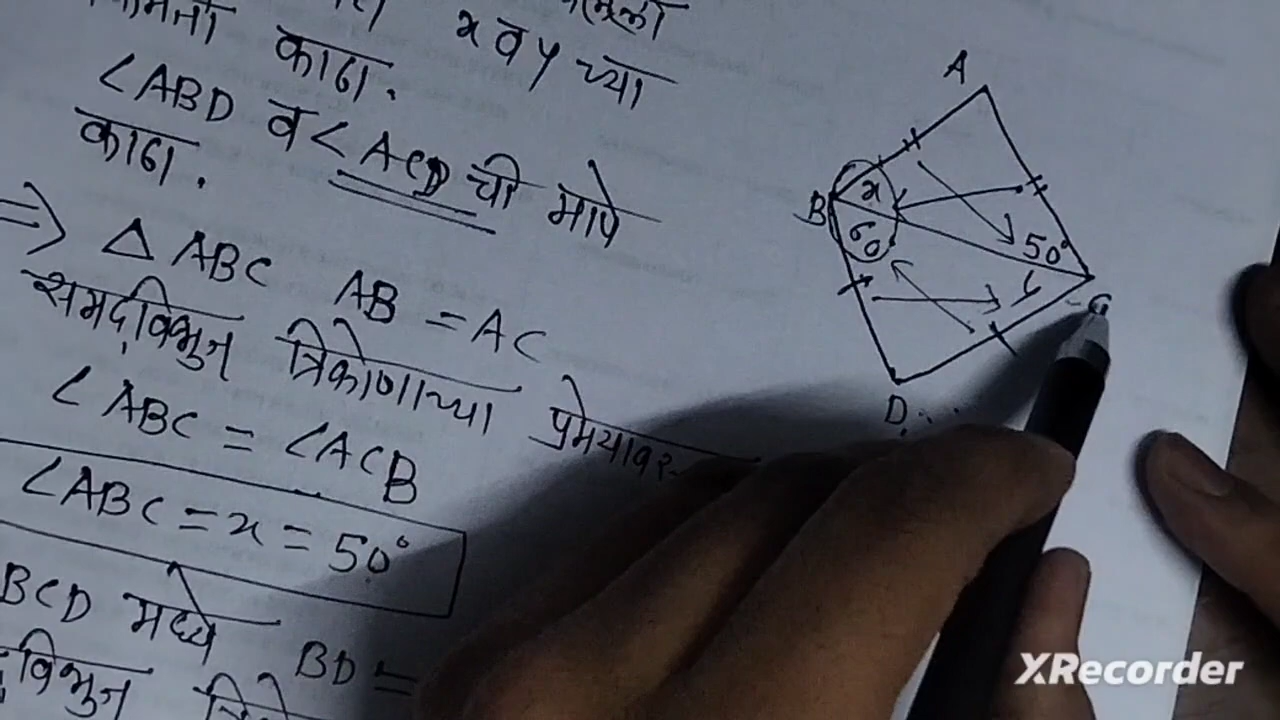 x व y च्या
काढा.
∠ABD व ∠ACD ची मापे
काढा.
⇒ △ ABC AB = AC
समद्विभुज त्रिकोणाच्या प्रमेयावर
∠ABC = ∠ACB
∠ABC = x = 50°
BCD मध्ये BD =
A
B
x
60
50°
y
C
D
XRecorder